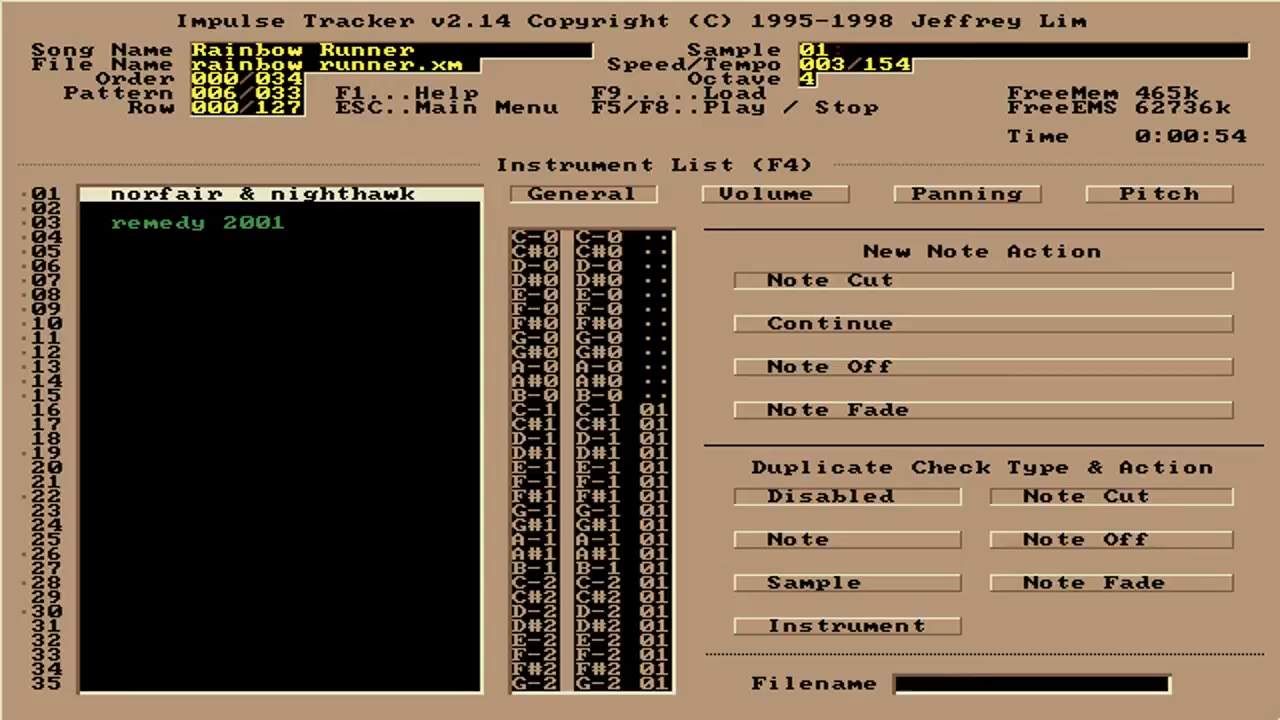 Impulse Tracker v2.14 Copyright (C) 1995-1998 Jeffrey Lim
Song Name Rainbow Runner Sample 01:
File Name rainbow runner.xm Speed/Tempo 003/154
Order 000/034 Octave 4
Pattern 006/033 F1...Help F9.....Load FreeMem 465k
Row 000/127 ESC..Main Menu F5/F8..Play / Stop FreeEMS 62736k
Time 0:00:54
Instrument List (F4)
01 norfair & nighthawk General Volume Panning Pitch
02
03 remedy 2001
04 C-0 C-0 ··
05 C#0 C#0 ·· New Note Action
06 D-0 D-0 ··
07 D#0 D#0 ·· Note Cut
08 E-0 E-0 ··
09 F-0 F-0 ··
10 F#0 F#0 ·· Continue
11 G-0 G-0 ··
12 G#0 G#0 ··
13 A-0 A-0 ·· Note Off
14 A#0 A#0 ··
15 B-0 B-0 ··
16 C-1 C-1 01 Note Fade
17 C#1 C#1 01
18 D-1 D-1 01
19 D#1 D#1 01
20 E-1 E-1 01 Duplicate Check Type & Action
21 F-1 F-1 01
22 F#1 F#1 01 Disabled Note Cut
23 G-1 G-1 01
24 G#1 G#1 01
25 A-1 A-1 01 Note Note Off
26 A#1 A#1 01
27 B-1 B-1 01
28 C-2 C-2 01 Sample Note Fade
29 C#2 C#2 01
30 D-2 D-2 01
31 D#2 D#2 01 Instrument
32 E-2 E-2 01
33 F-2 F-2 01
34 F#2 F#2 01
35 G-2 G-2 01 Filename